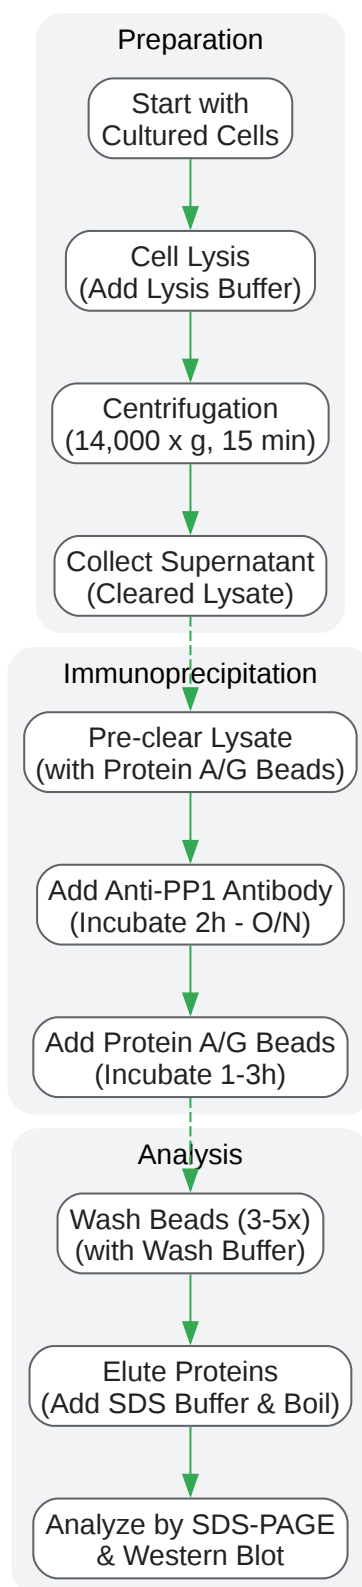 Preparation
Start with
Cultured Cells
Cell Lysis
(Add Lysis Buffer)
Centrifugation
(14,000 x g, 15 min)
Collect Supernatant
(Cleared Lysate)
Immunoprecipitation
Pre-clear Lysate
(with Protein A/G Beads)
Add Anti-PP1 Antibody
(Incubate 2h - O/N)
Add Protein A/G Beads
(Incubate 1-3h)
Analysis
Wash Beads (3-5x)
(with Wash Buffer)
Elute Proteins
(Add SDS Buffer & Boil)
Analyze by SDS-PAGE
& Western Blot